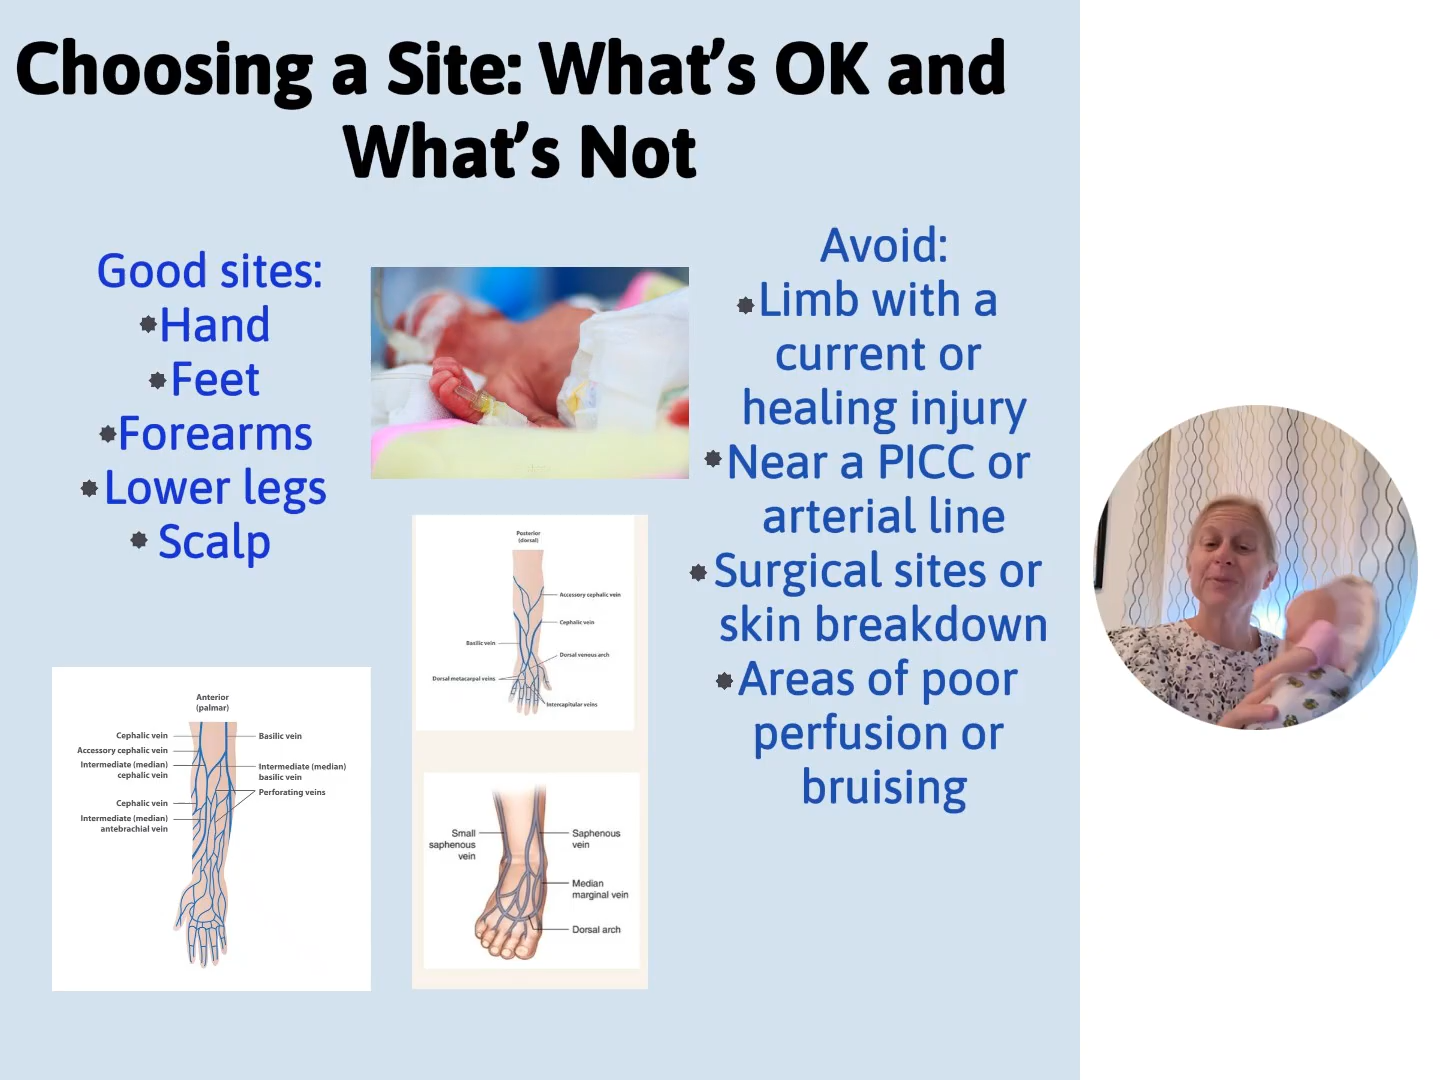 Choosing a Site: What's OK and
What's Not
Good sites:
Hand
Feet
Forearms
Lower legs
Scalp
Avoid:
Limb with a
current or
healing injury
Near a PICC or
arterial line
Surgical sites or
skin breakdown
Areas of poor
perfusion or
bruising
Posterior
(dorsal)
Accessory cephalic vein
Cephalic vein
Basilic vein
Dorsal venous arch
Dorsal metacarpal veins
Intercapitular veins
Anterior
(palmar)
Cephalic vein
Basilic vein
Accessory cephalic vein
Intermediate (median)
cephalic vein
Intermediate (median)
basilic vein
Perforating veins
Cephalic vein
Intermediate (median)
antebrachial vein
Small
saphenous
vein
Saphenous
vein
Median
marginal vein
Dorsal arch